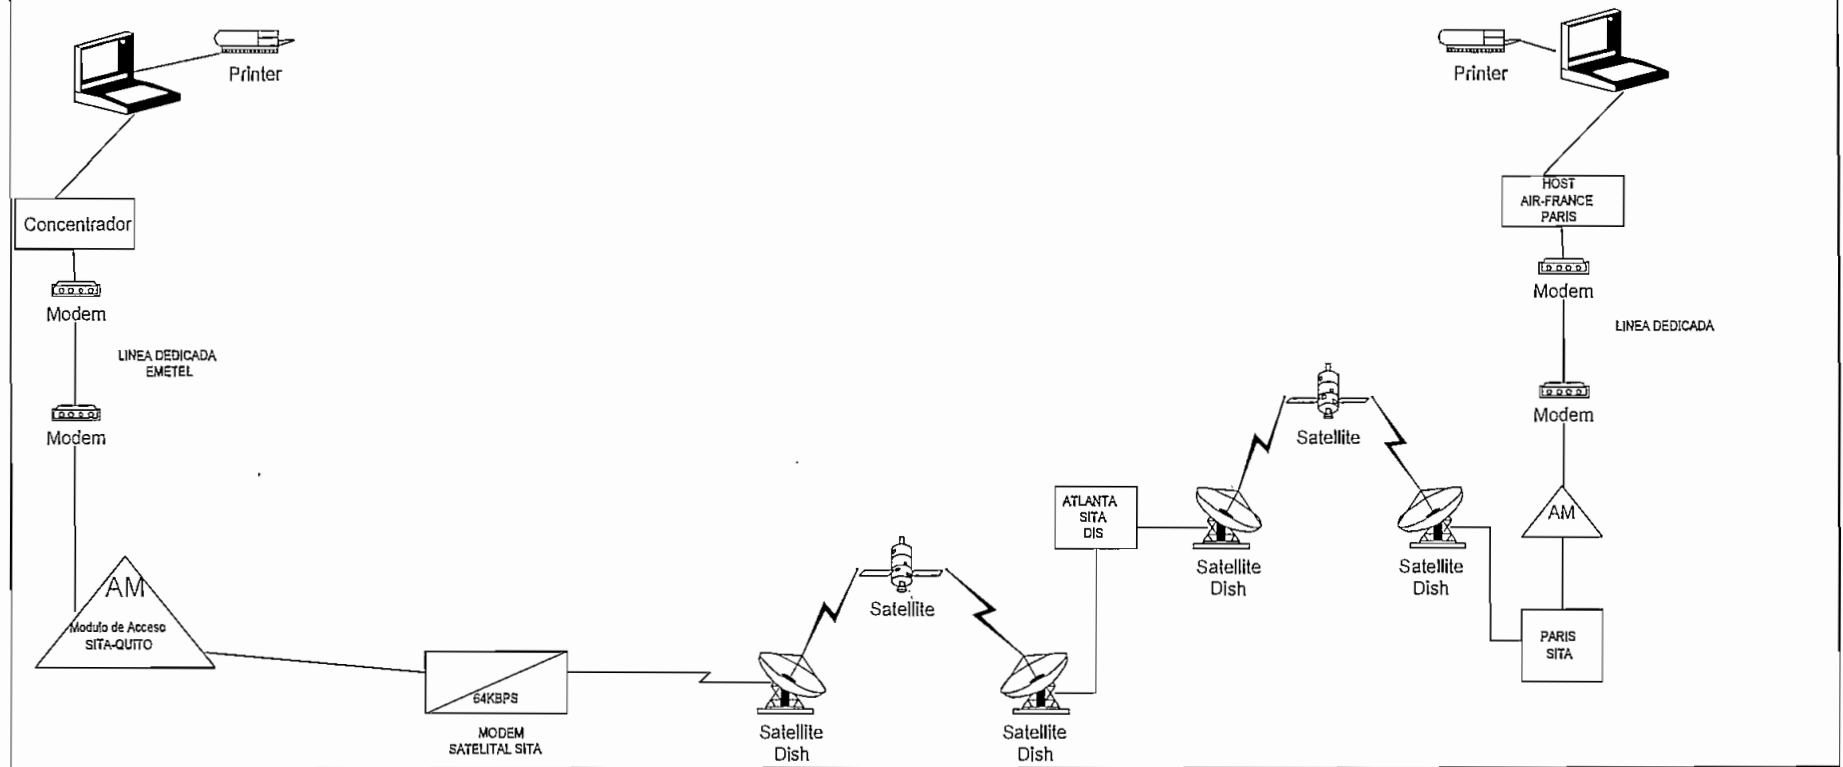 Printer
Concentrador
Modem
LINEA DEDICADA
EMETEL
Modem
AM
Modulo de Acceso
SITA-QUITO
64KBPS
MODEM
SATELITAL SITA
Satellite
Dish
Satellite
Satellite
Dish
ATLANTA
SITA
DIS
Satellite
Dish
Satellite
Satellite
Dish
PARIS
SITA
AM
Modem
LINEA DEDICADA
Modem
HOST
AIR-FRANCE
PARIS
Printer